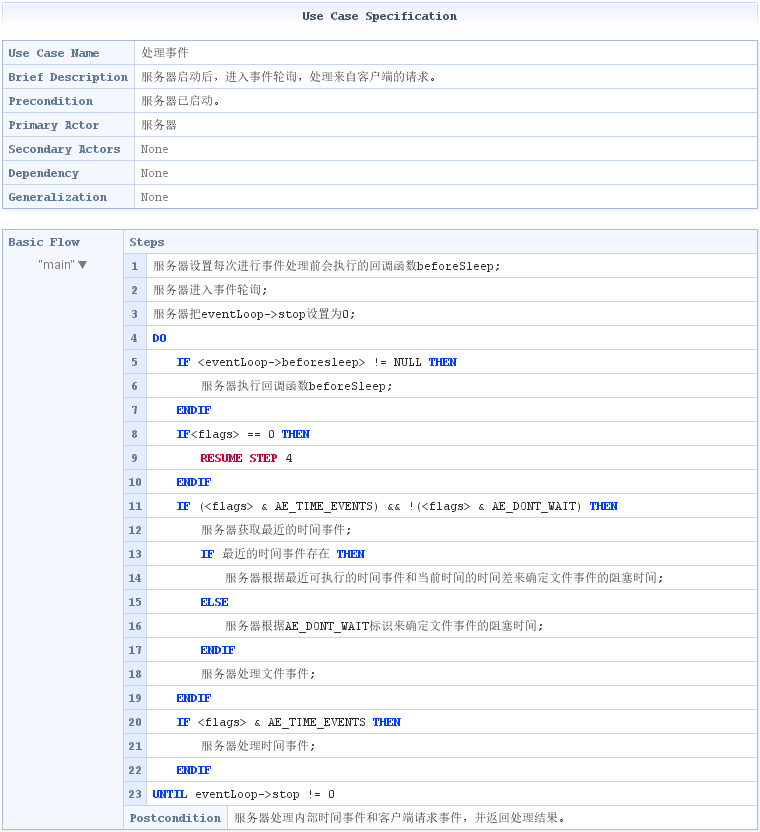 Use Case Specification
Use Case Name 处理事件
Brief Description 服务器启动后，进入事件轮询，处理来自客户端的请求。
Precondition 服务器已启动。
Primary Actor 服务器
Secondary Actors None
Dependency None
Generalization None
Basic Flow Steps
"main" ▼
1 服务器设置每次进行事件处理前会执行的回调函数beforeSleep;
2 服务器进入事件轮询;
3 服务器把eventLoop->stop设置为0;
4 DO
5 IF <eventLoop->beforesleep> != NULL THEN
6 服务器执行回调函数beforeSleep;
7 ENDIF
8 IF<flags> == 0 THEN
9 RESUME STEP 4
10 ENDIF
11 IF (<flags> & AE_TIME_EVENTS) && !(<flags> & AE_DONT_WAIT) THEN
12 服务器获取最近的时间事件;
13 IF 最近的时间事件存在 THEN
14 服务器根据最近可执行的时间事件和当前时间的时间差来确定文件事件的阻塞时间;
15 ELSE
16 服务器根据AE_DONT_WAIT标识来确定文件事件的阻塞时间;
17 ENDIF
18 服务器处理文件事件;
19 ENDIF
20 IF <flags> & AE_TIME_EVENTS THEN
21 服务器处理时间事件;
22 ENDIF
23 UNTIL eventLoop->stop != 0
Postcondition 服务器处理内部时间事件和客户端请求事件，并返回处理结果。